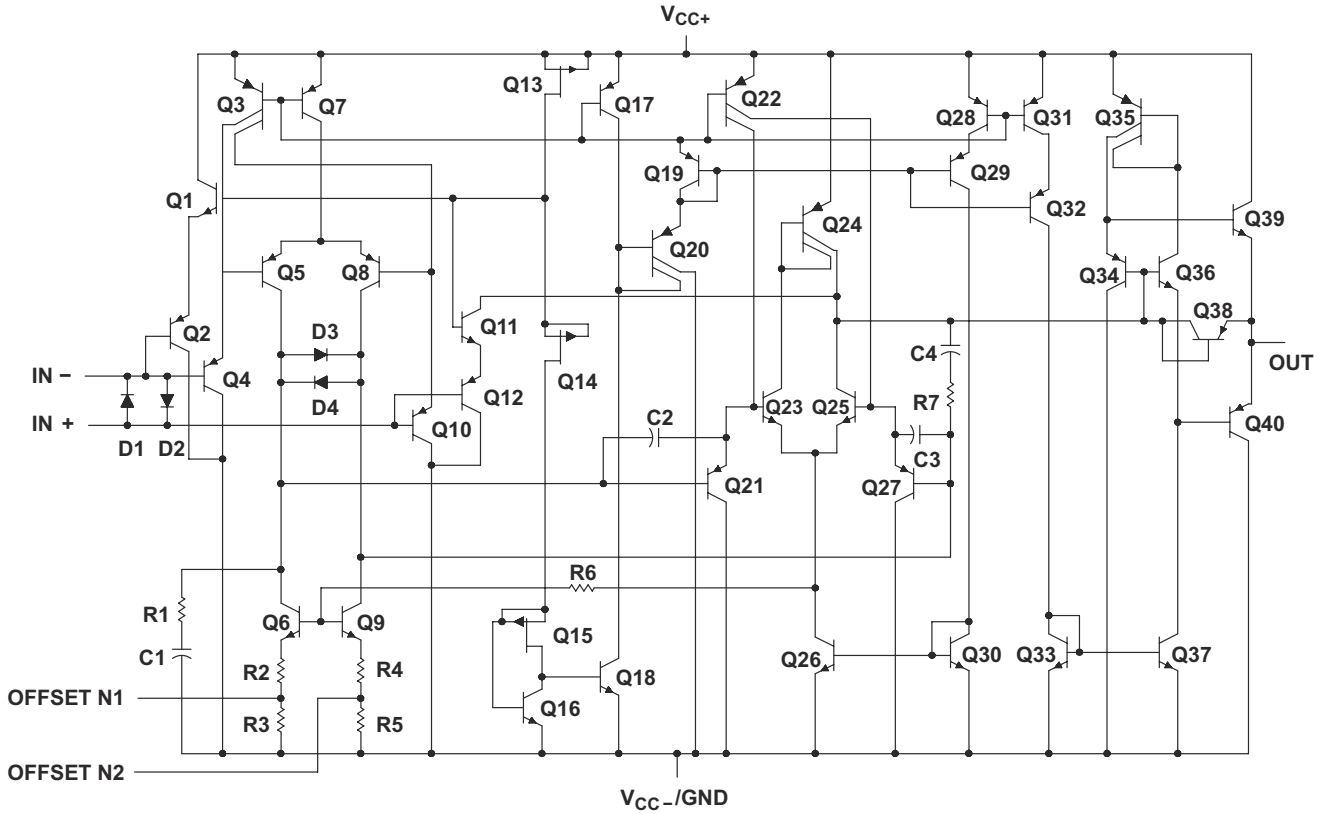 VCC+
Q3
Q7
Q13
Q17
Q22
Q28
Q31
Q35
Q1
Q19
Q29
Q32
Q39
Q5
Q8
Q20
Q24
Q34
Q36
Q2
D3
Q11
Q14
C4
Q38
OUT
IN −
Q4
D4
Q12
R7
IN +
D1
D2
Q10
C2
Q23
Q25
C3
Q40
Q21
Q27
R1
Q6
Q9
R6
Q15
C1
R2
R4
Q18
Q26
Q30
Q33
Q37
OFFSET N1
R3
R5
Q16
OFFSET N2
VCC−/GND